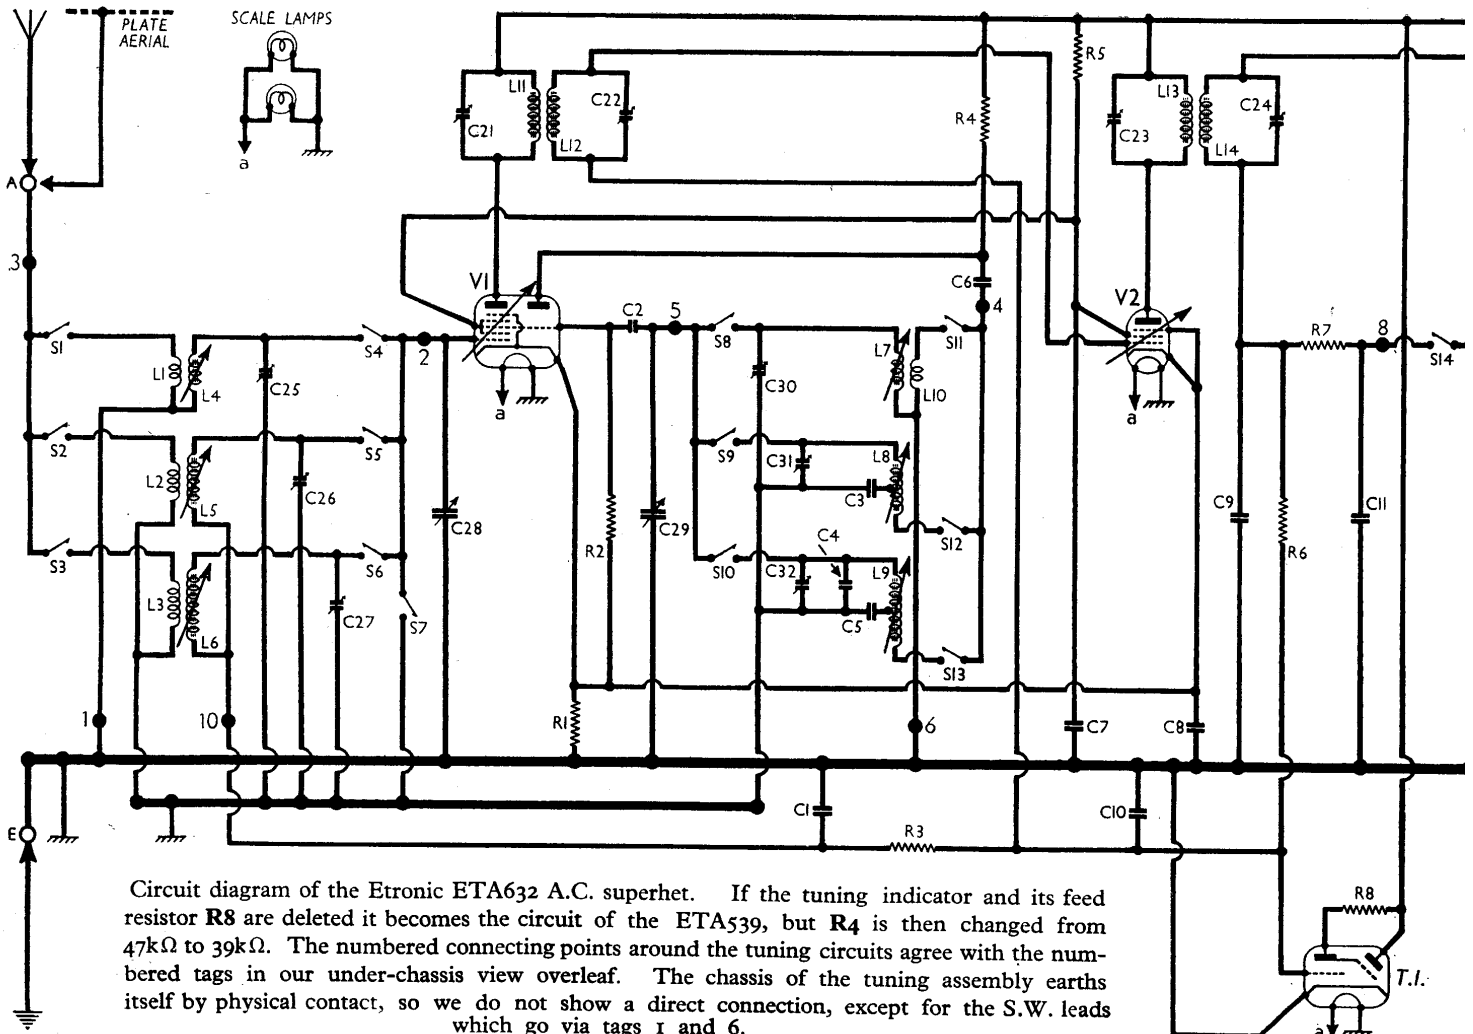 PLATE
AERIAL
SCALE LAMPS
a
A
3
S1
L1
L4
C25
S4
2
S2
L2
L5
C26
S5
S3
L3
L6
C27
S6
S7
C28
1
10
E
L11
C21
L12
C22
V1
a
R1
R2
C2
C29
5
S8
C30
S9
C31
C3
S10
C32
C4
C5
L7
L10
L8
L9
S11
S12
S13
R4
C6
4
6
R5
C7
V2
a
C8
L13
C23
L14
C24
C9
R6
R7
C11
8
S14
C1
R3
C10
R8
T.I.
a
Circuit diagram of the Etronic ETA632 A.C. superhet. If the tuning indicator and its feed
resistor R8 are deleted it becomes the circuit of the ETA539, but R4 is then changed from
47kΩ to 39kΩ. The numbered connecting points around the tuning circuits agree with the num-
bered tags in our under-chassis view overleaf. The chassis of the tuning assembly earths
itself by physical contact, so we do not show a direct connection, except for the S.W. leads
which go via tags 1 and 6.